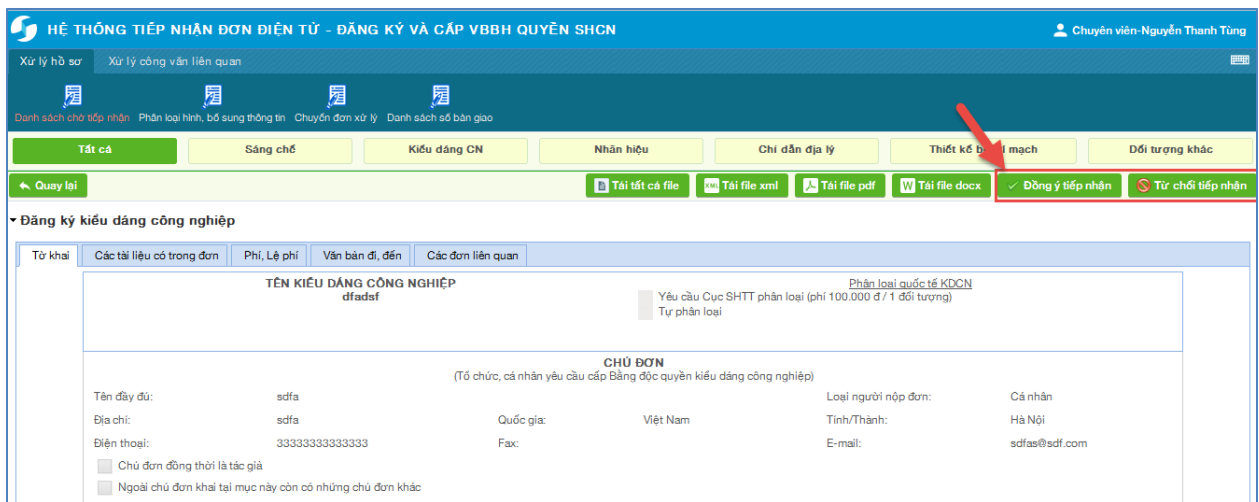 HỆ THỐNG TIẾP NHẬN ĐƠN ĐIỆN TỬ - ĐĂNG KÝ VÀ CẤP VBBH QUYỀN SHCN
Chuyên viên-Nguyễn Thanh Tùng
Xử lý hồ sơ Xử lý công văn liên quan
Danh sách chờ tiếp nhận Phân loại hình, bổ sung thông tin Chuyển đơn xử lý Danh sách sổ bàn giao
Tất cả Sáng chế Kiểu dáng CN Nhãn hiệu Chỉ dẫn địa lý Thiết kế mạch Đối tượng khác
Quay lại Tải tất cả file Tải file xml Tải file pdf Tải file docx Đồng ý tiếp nhận Từ chối tiếp nhận
Đăng ký kiểu dáng công nghiệp
Tờ khai Các tài liệu có trong đơn Phí, Lệ phí Văn bản đi, đến Các đơn liên quan
TÊN KIỂU DÁNG CÔNG NGHIỆP Phân loại quốc tế KDCN
dfadsf Yêu cầu Cục SHTT phân loại (phí 100.000 đ / 1 đối tượng)
Tự phân loại
CHỦ ĐƠN
(Tổ chức, cá nhân yêu cầu cấp Bằng độc quyền kiểu dáng công nghiệp)
Tên đầy đủ: sdfa Loại người nộp đơn: Cá nhân
Địa chỉ: sdfa Quốc gia: Việt Nam Tỉnh/Thành: Hà Nội
Điện thoại: 33333333333333 Fax: E-mail: sdfas@sdf.com
Chủ đơn đồng thời là tác giả
Ngoài chủ đơn khai tại mục này còn có những chủ đơn khác